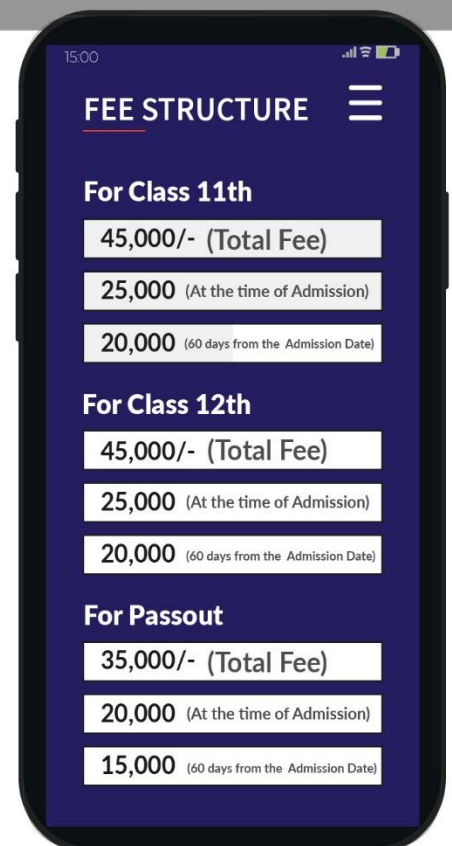 15:00
FEE STRUCTURE
For Class 11th
45,000/- (Total Fee)
25,000 (At the time of Admission)
20,000 (60 days from the Admission Date)
For Class 12th
45,000/- (Total Fee)
25,000 (At the time of Admission)
20,000 (60 days from the Admission Date)
For Passout
35,000/- (Total Fee)
20,000 (At the time of Admission)
15,000 (60 days from the Admission Date)